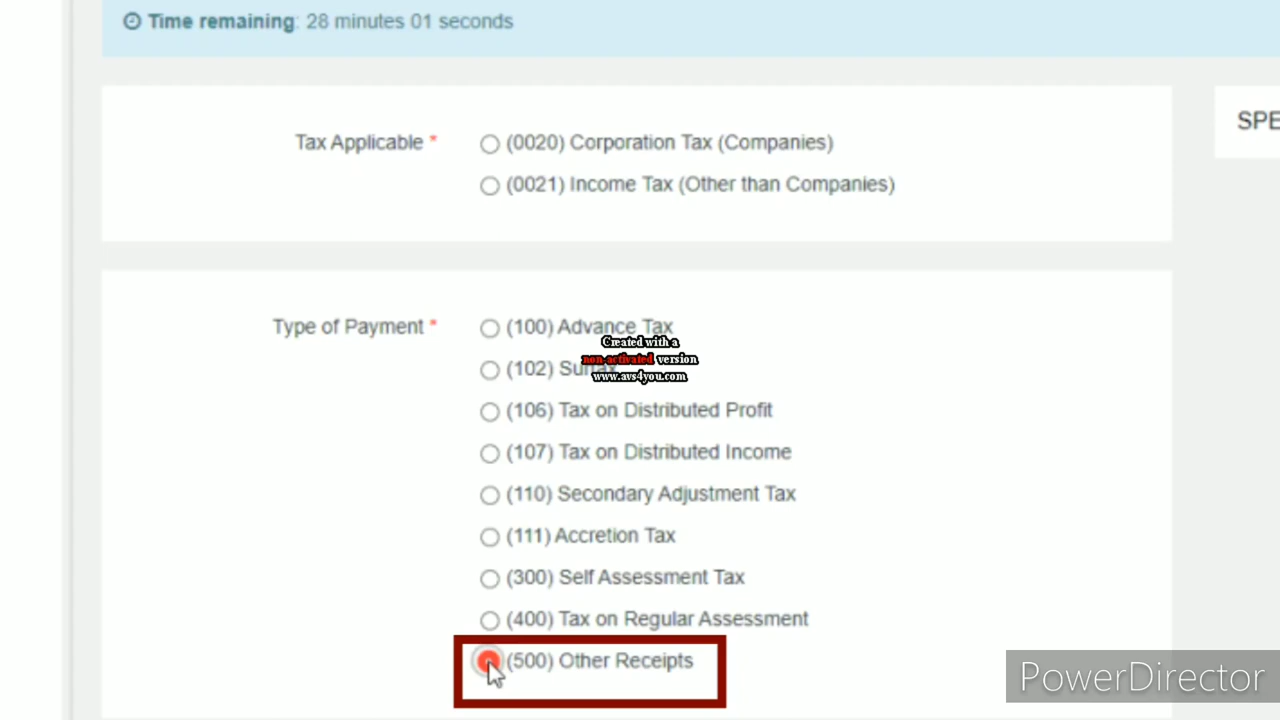 Time remaining: 28 minutes 01 seconds
Tax Applicable *
(0020) Corporation Tax (Companies)
(0021) Income Tax (Other than Companies)
SPE
Type of Payment *
(100) Advance Tax
(102) Surtax
(106) Tax on Distributed Profit
(107) Tax on Distributed Income
(110) Secondary Adjustment Tax
(111) Accretion Tax
(300) Self Assessment Tax
(400) Tax on Regular Assessment
(500) Other Receipts
Created with a
non-activated version
www.avs4you.com
PowerDirector